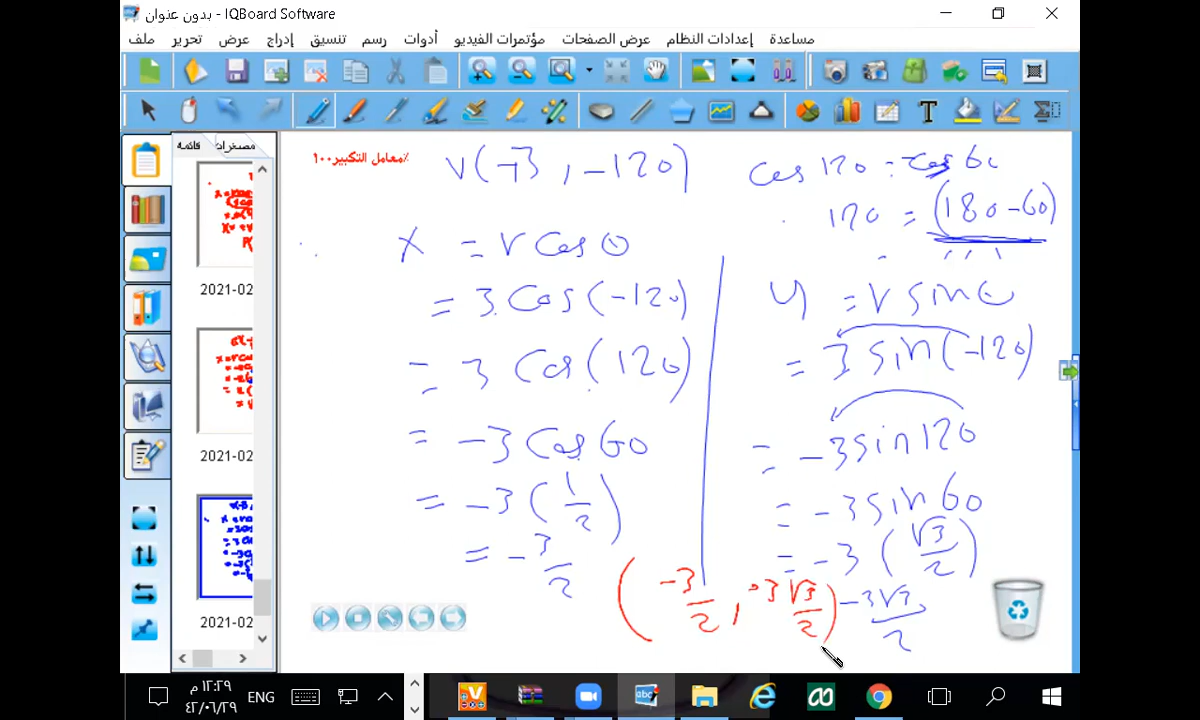 بدون عنوان - IQBoard Software
ملف تحرير عرض إدراج تنسيق رسم أدوات مؤتمرات الفيديو عرض الصفحات إعدادات النظام مساعدة
مصغرات قائمة
معامل التكبير١٠٠٪
2021-02
2021-02
2021-02
V(-3, -120)
Cos 120 = -cos 60
120 = (180-60)
X = r Cos θ
= 3 Cos(-120)
= 3 Cos(120)
= -3 Cos 60
= -3 (1/2)
= -3/2
y = r sin θ
= 3 sin(-120)
= -3 sin 120
= -3 sin 60
= -3 (√3/2)
-3√3/2
(-3/2, -3√3/2)
ENG
١٢:٢٩ م
٤٢/٠٦/٢٩